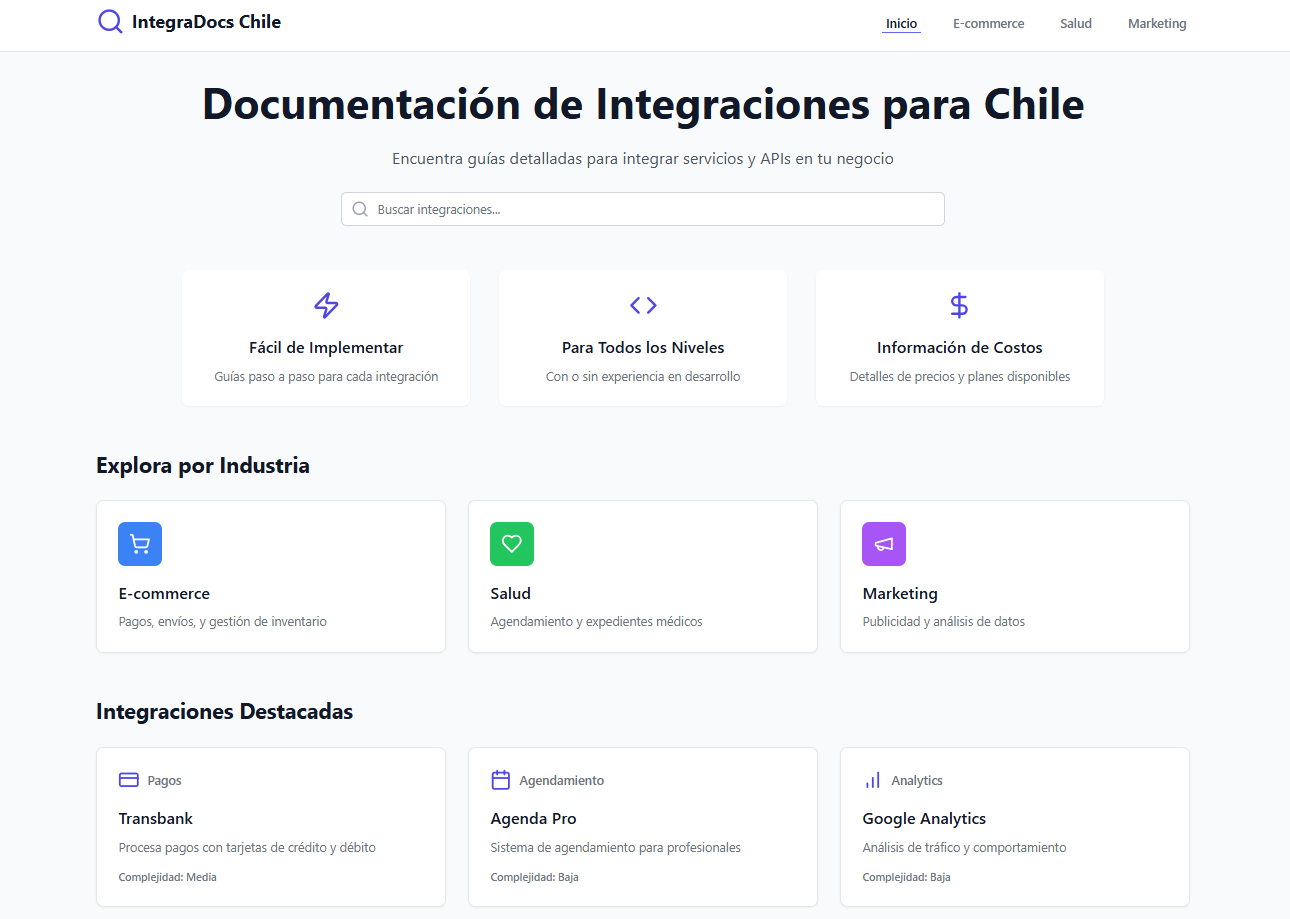 IntegraDocs Chile
Inicio
E-commerce
Salud
Marketing
Documentación de Integraciones para Chile
Encuentra guías detalladas para integrar servicios y APIs en tu negocio
Buscar integraciones...
Fácil de Implementar
Guías paso a paso para cada integración
Para Todos los Niveles
Con o sin experiencia en desarrollo
Información de Costos
Detalles de precios y planes disponibles
Explora por Industria
E-commerce
Pagos, envíos, y gestión de inventario
Salud
Agendamiento y expedientes médicos
Marketing
Publicidad y análisis de datos
Integraciones Destacadas
Pagos
Transbank
Procesa pagos con tarjetas de crédito y débito
Complejidad: Media
Agendamiento
Agenda Pro
Sistema de agendamiento para profesionales
Complejidad: Baja
Analytics
Google Analytics
Análisis de tráfico y comportamiento
Complejidad: Baja